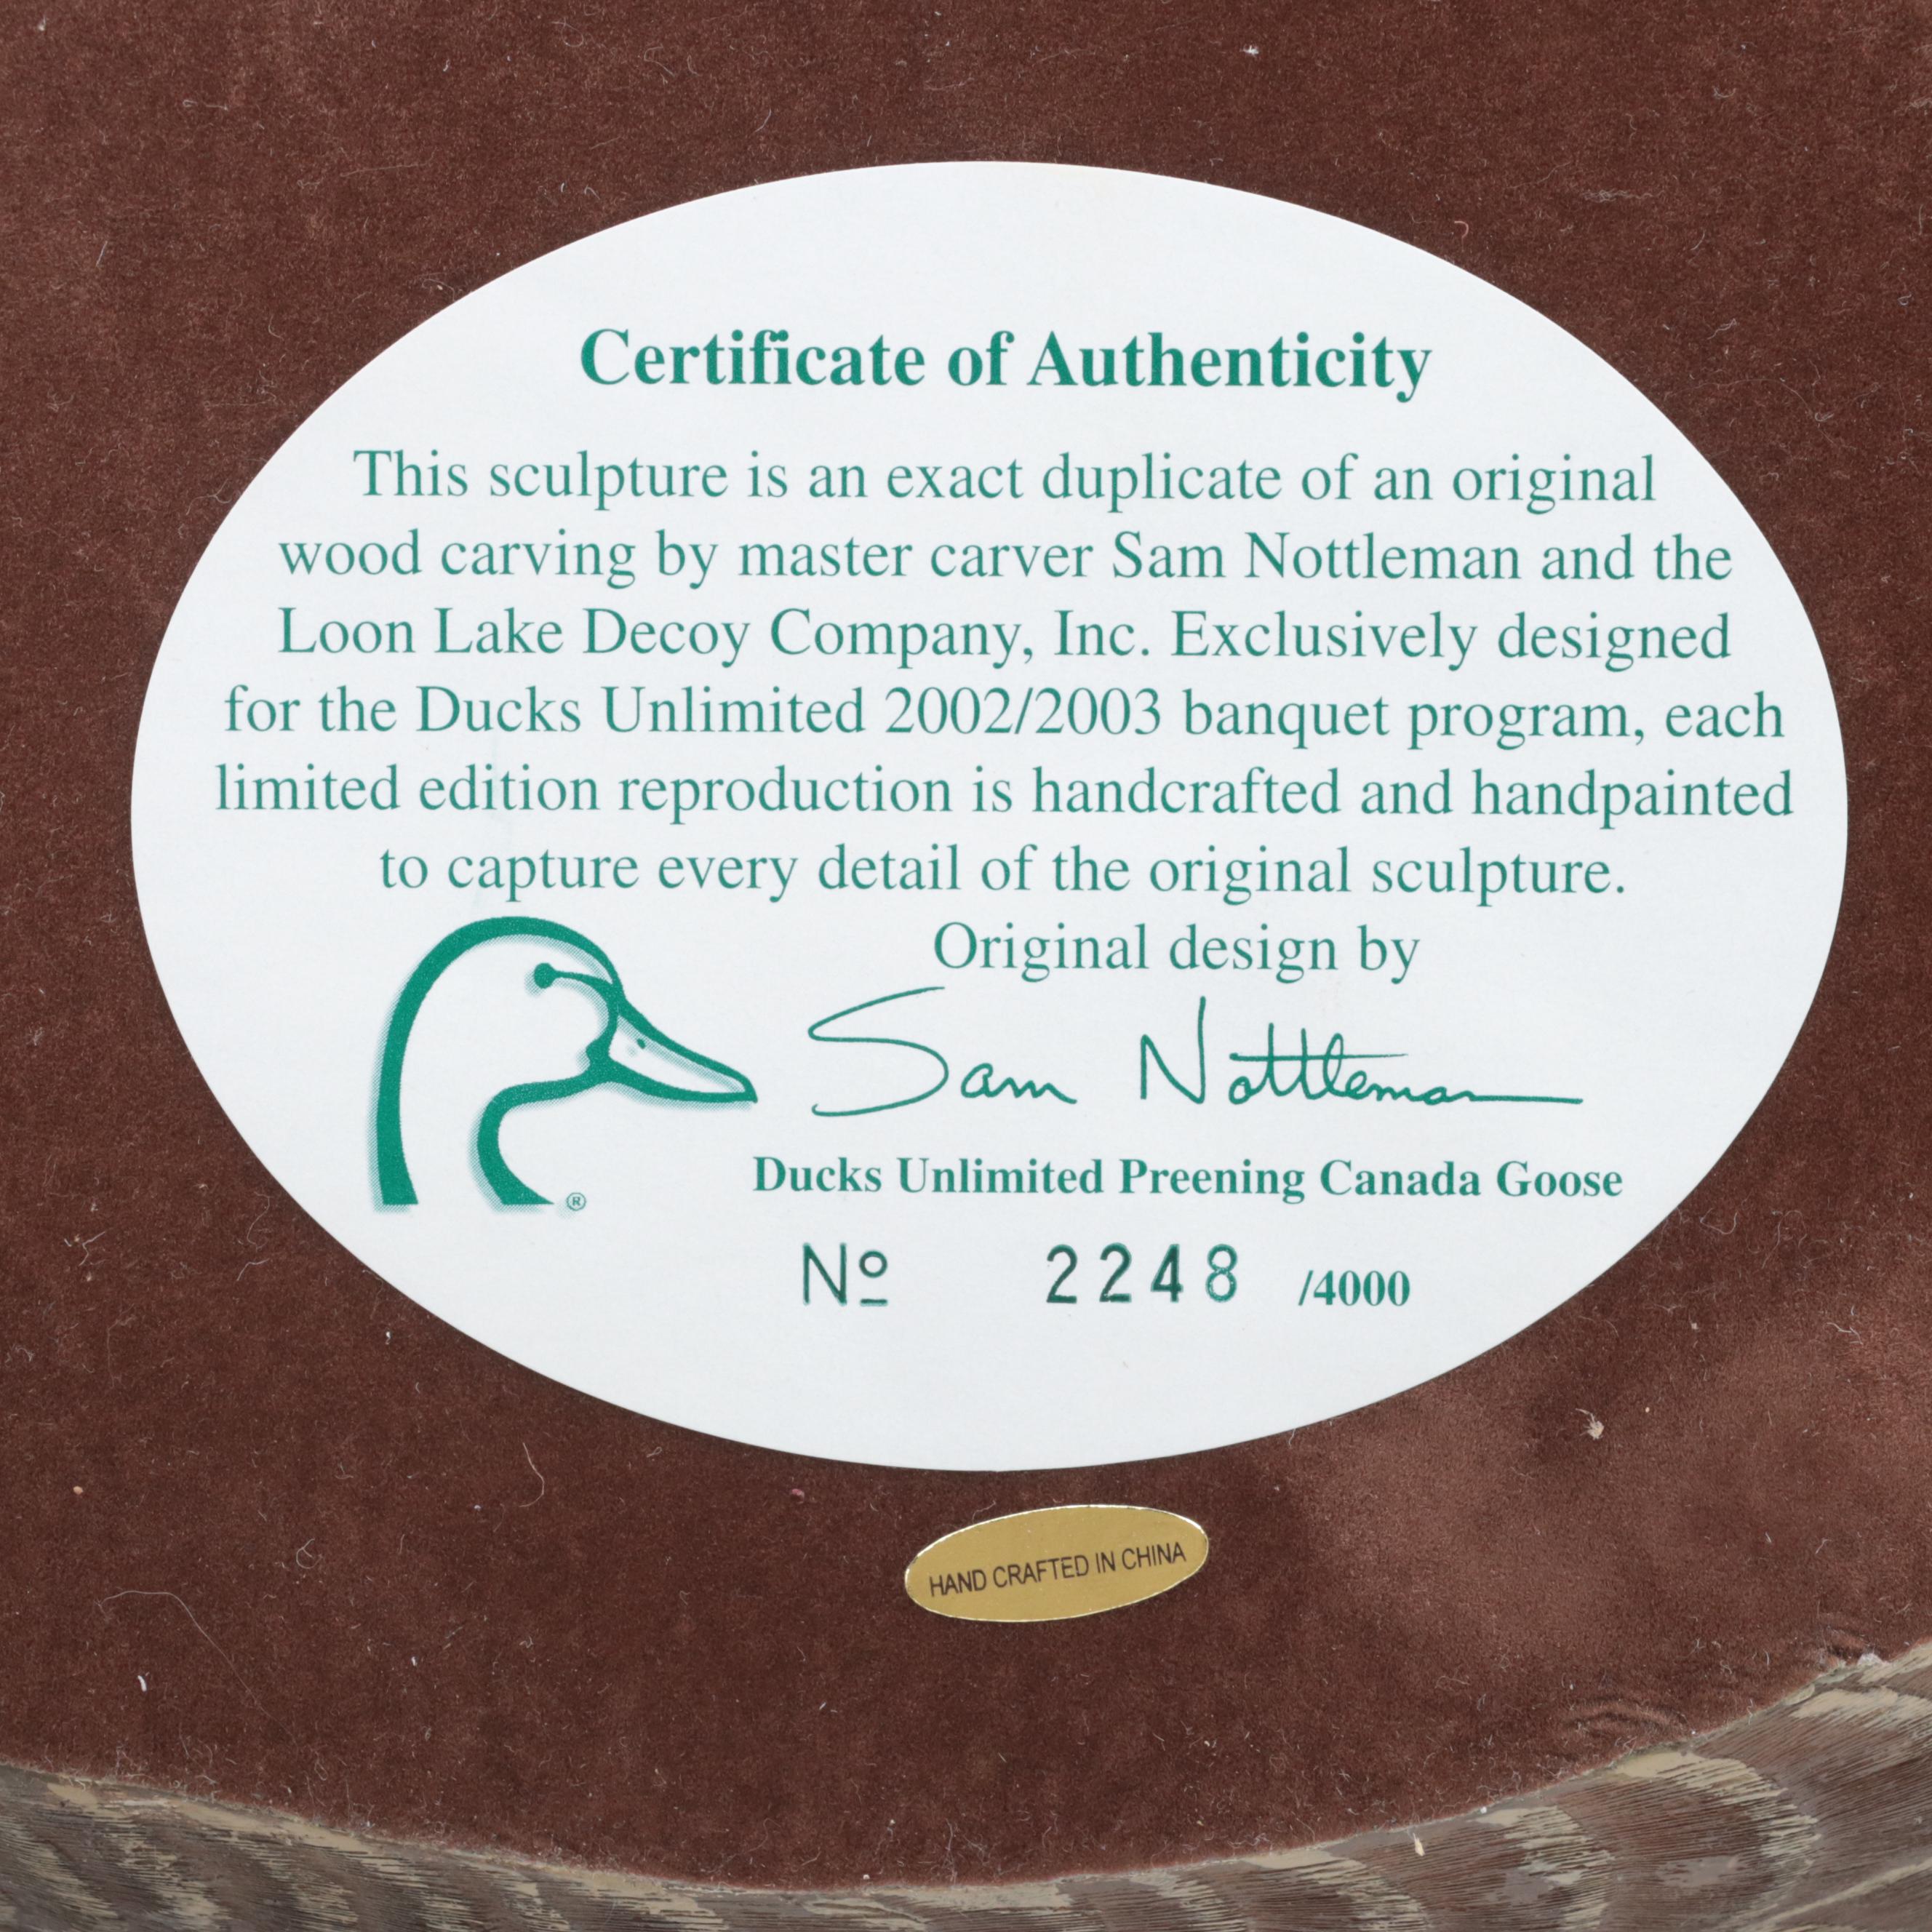 Certificate of Authenticity
This sculpture is an exact duplicate of an original
wood carving by master carver Sam Nottleman and the
Loon Lake Decoy Company, Inc. Exclusively designed
for the Ducks Unlimited 2002/2003 banquet program, each
limited edition reproduction is handcrafted and handpainted
to capture every detail of the original sculpture.
Original design by
Sam Nottleman
®
Ducks Unlimited Preening Canada Goose
Nº 2248 /4000
HAND CRAFTED IN CHINA